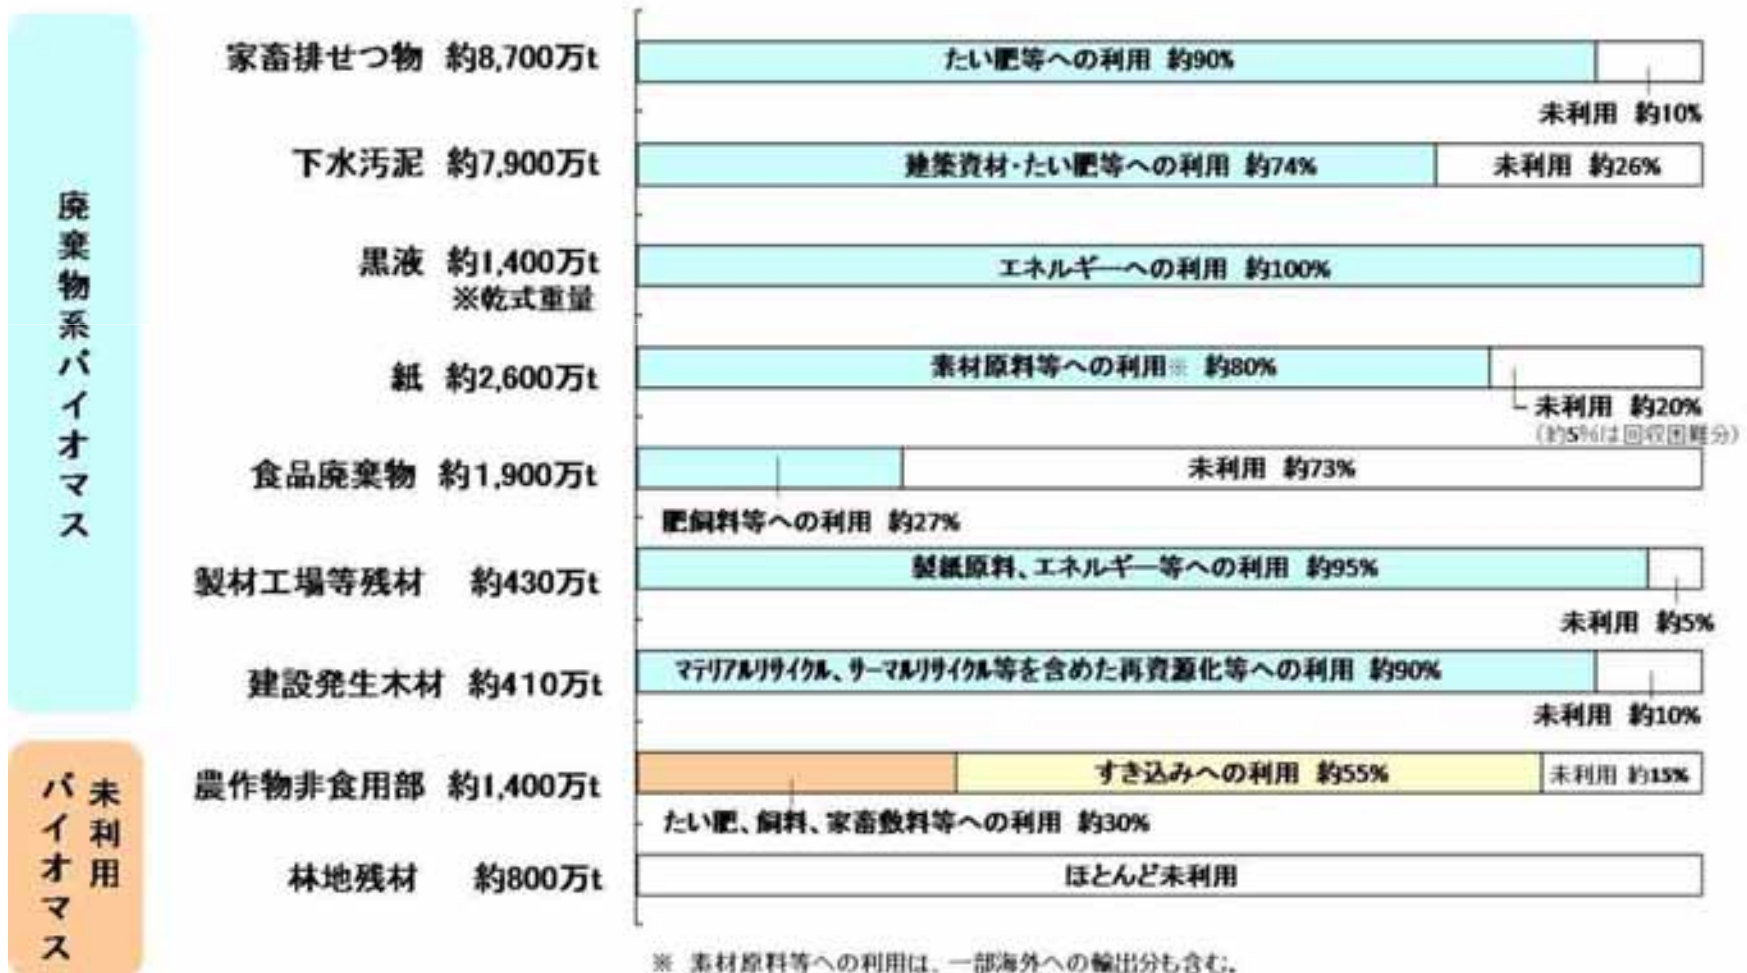 廃棄物系バイオマス
家畜排せつ物 約8,700万t
たい肥等への利用 約90%
未利用 約10%
下水汚泥 約7,900万t
建築資材・たい肥等への利用 約74%
未利用 約26%
黒液 約1,400万t
※乾式重量
エネルギーへの利用 約100%
紙 約2,600万t
素材原料等への利用※ 約80%
未利用 約20%
(約5%は回収困難分)
食品廃棄物 約1,900万t
未利用 約73%
肥飼料等への利用 約27%
製材工場等残材 約430万t
製紙原料、エネルギー等への利用 約95%
未利用 約5%
建設発生木材 約410万t
マテリアルリサイクル、サーマルリサイクル等を含めた再資源化等への利用 約90%
未利用 約10%
未利用
バイオマス
農作物非食用部 約1,400万t
すき込みへの利用 約55%
未利用 約15%
たい肥、飼料、家畜敷料等への利用 約30%
林地残材 約800万t
ほとんど未利用
※ 素材原料等への利用は、一部海外への輸出分も含む。